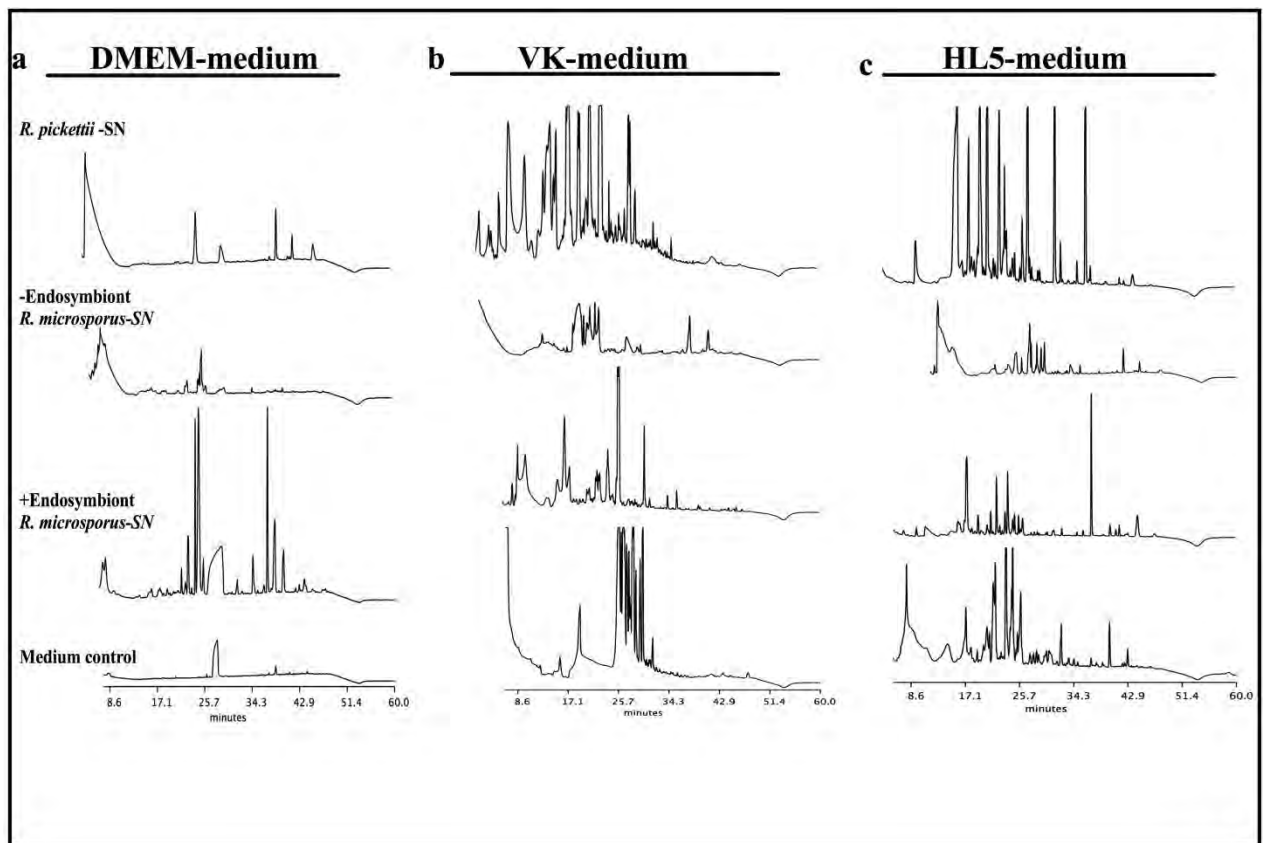 a DMEM-medium
b VK-medium
c HL5-medium
R. pickettii -SN
-Endosymbiont
R. microsporus-SN
+Endosymbiont
R. microsporus-SN
Medium control
8.6 17.1 25.7 34.3 42.9 51.4 60.0
minutes
8.6 17.1 25.7 34.3 42.9 51.4 60.0
minutes
8.6 17.1 25.7 34.3 42.9 51.4 60.0
minutes